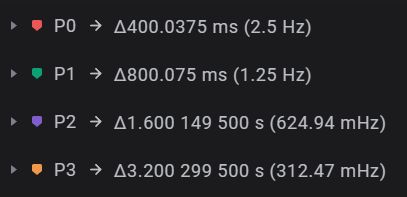 P0 → Δ400.0375 ms (2.5 Hz)
P1 → Δ800.075 ms (1.25 Hz)
P2 → Δ1.600 149 500 s (624.94 mHz)
P3 → Δ3.200 299 500 s (312.47 mHz)